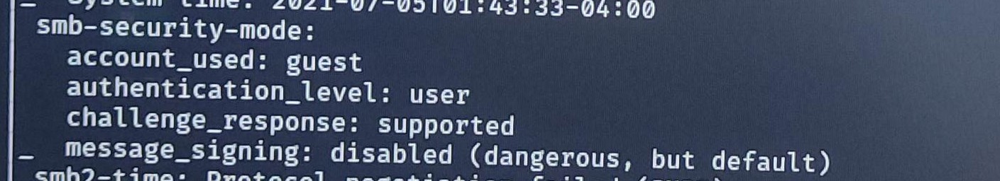 _ System time: 2021-07-05T01:43:33-04:00
smb-security-mode:
account_used: guest
authentication_level: user
challenge_response: supported
_ message_signing: disabled (dangerous, but default)
smb2-time: Protocol negotiation failed (SMB2)